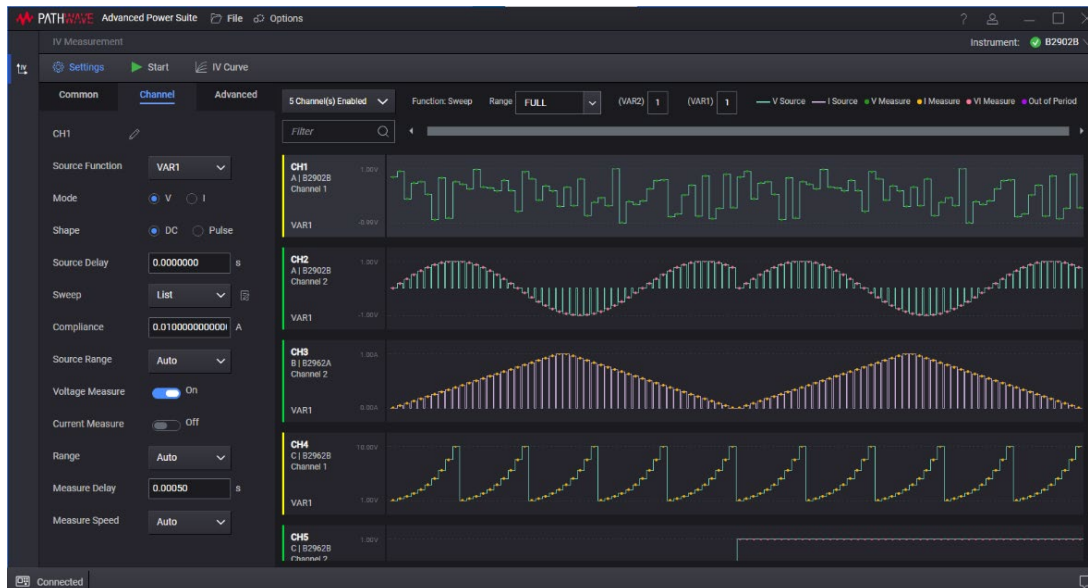 PATHWAVE Advanced Power Suite File Options ?
IV Measurement Instrument: B2902B
IV Settings Start IV Curve
Common Channel Advanced
CH1
Source Function VAR1
Mode V I
Shape DC Pulse
Source Delay 0.0000000 s
Sweep List
Compliance 0.010000000000 A
Source Range Auto
Voltage Measure On
Current Measure Off
Range Auto
Measure Delay 0.00050 s
Measure Speed Auto
5 Channel(s) Enabled Function: Sweep Range FULL (VAR2) 1 (VAR1) 1 V Source I Source V Measure I Measure VI Measure Out of Period
Filter
CH1 1.00V
A | B2902B
Channel 1
VAR1 -0.99V
CH2 1.00V
A | B2902B
Channel 2
VAR1 -1.00V
CH3 1.00A
B | B2962A
Channel 2
VAR1 0.00A
CH4 10.00V
C | B2962B
Channel 1
VAR1 1.00V
CH5 1.00V
C | B2962B
Channel 2
Connected